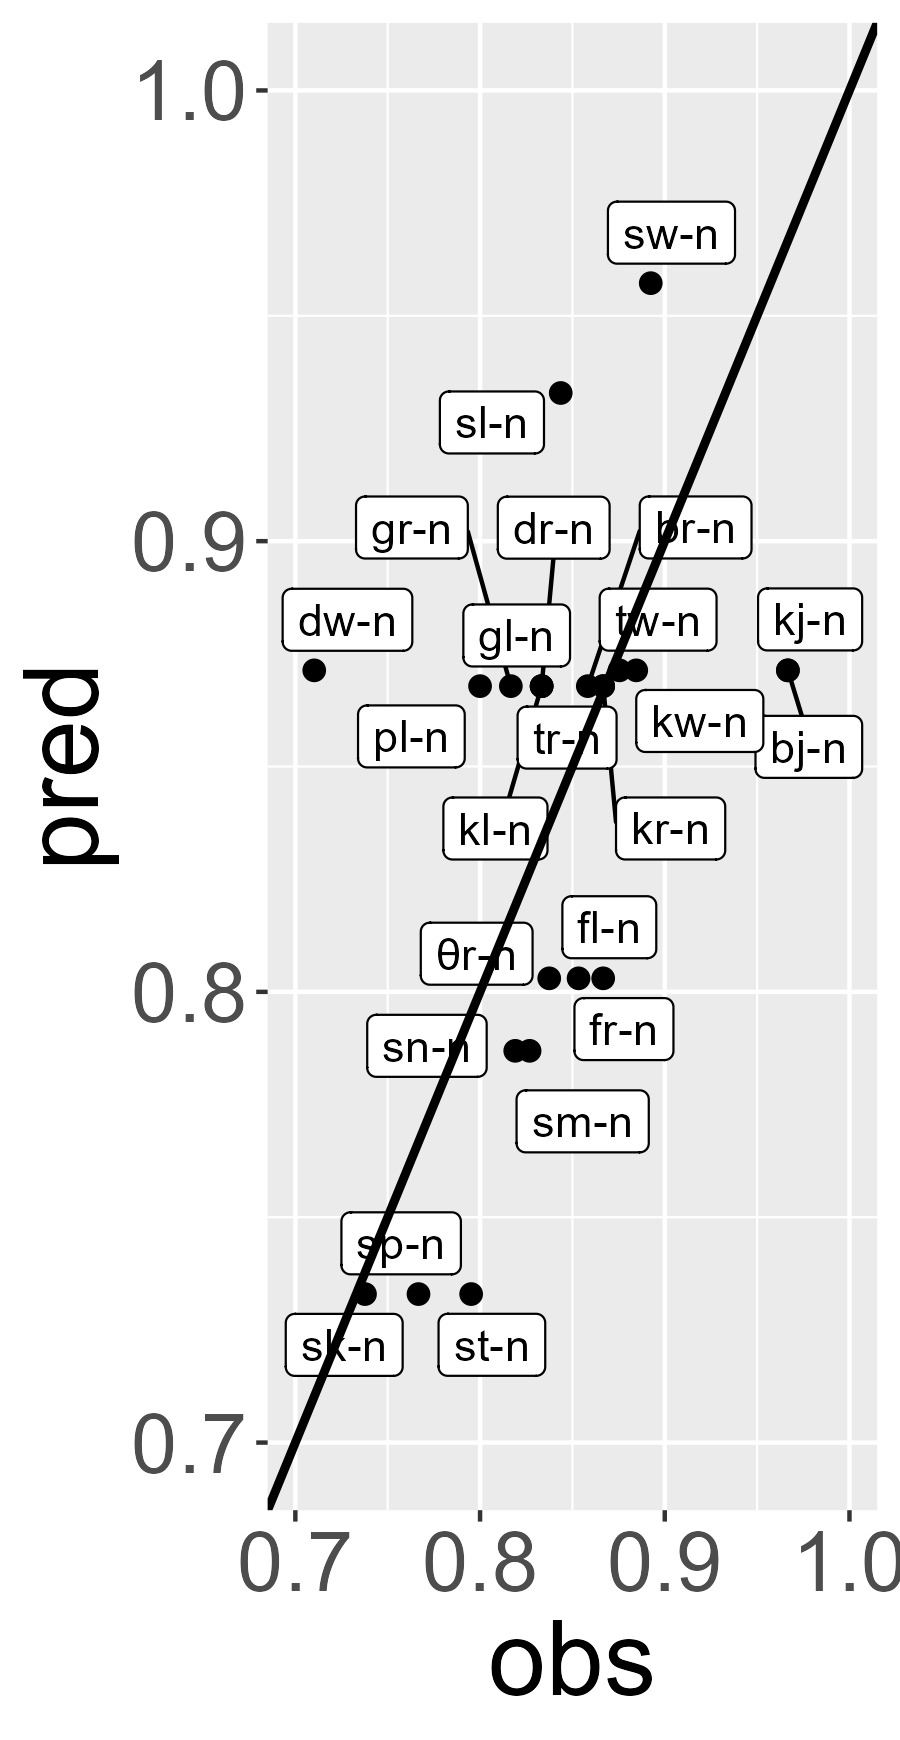 1.0
sw-n
sl-n
gr-n
dr-n
br-n
0.9
dw-n
gl-n
tw-n
kj-n
pl-n
tr-n
kw-n
bj-n
kl-n
kr-n
θr-n
fl-n
0.8
sn-n
fr-n
sm-n
sp-n
sk-n
st-n
0.7
pred
0.7 0.8 0.9 1.0
obs